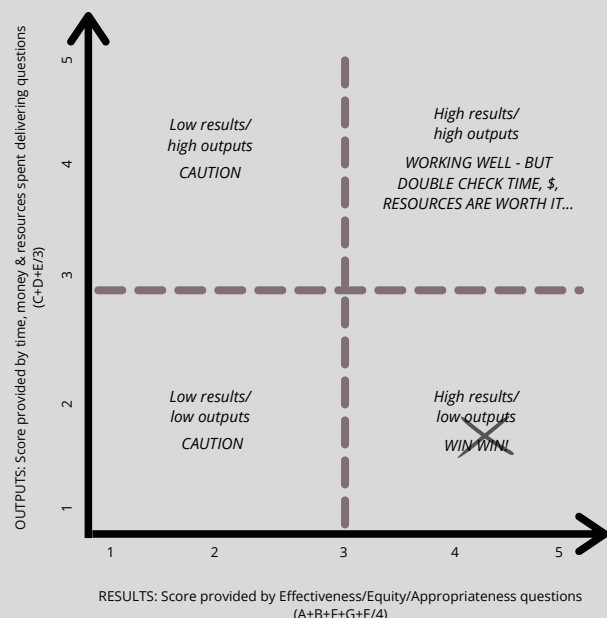 OUTPUTS: Score provided by time, money & resources spent delivering questions
(C+D+E/3)
5
4
3
2
1
Low results/
high outputs
CAUTION
High results/
high outputs
WORKING WELL - BUT
DOUBLE CHECK TIME, $,
RESOURCES ARE WORTH IT...
Low results/
low outputs
CAUTION
High results/
low outputs
WIN WIN!
1 2 3 4 5
RESULTS: Score provided by Effectiveness/Equity/Appropriateness questions
(A+B+F+G+E/4)